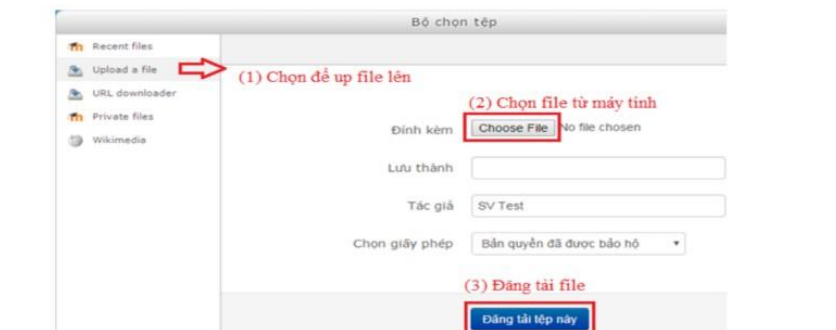 Bộ chọn tệp
Recent files
Upload a file
URL downloader
Private files
Wikimedia
(1) Chọn để up file lên
(2) Chọn file từ máy tính
Đính kèm Choose File No file chosen
Lưu thành
Tác giả SV Test
Chọn giấy phép Bản quyền đã được bảo hộ
(3) Đăng tải file
Đăng tải tệp này